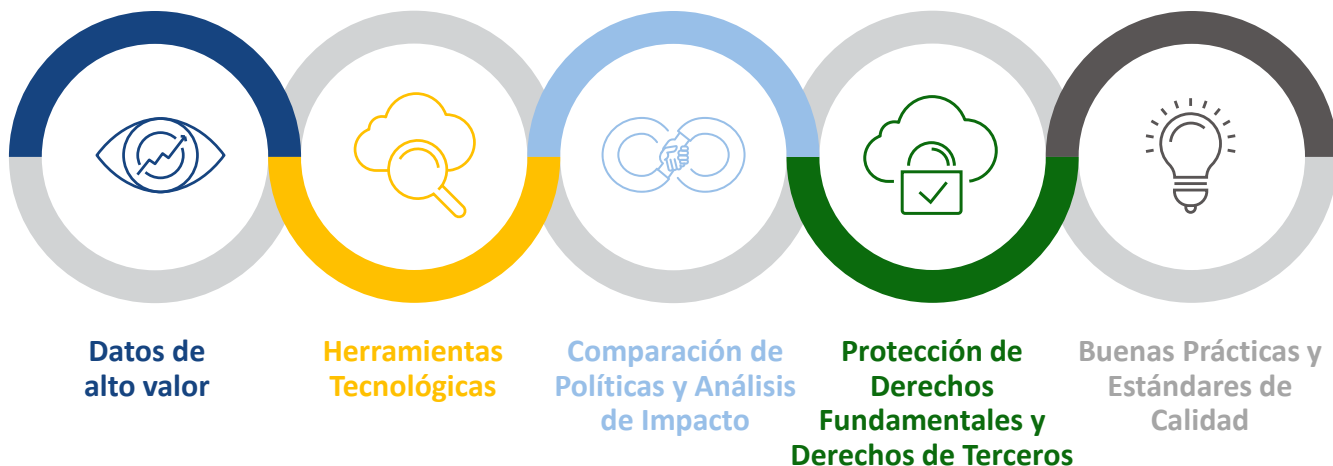 Datos de
alto valor
Herramientas
Tecnológicas
Comparación de
Políticas y Análisis
de Impacto
Protección de
Derechos
Fundamentales y
Derechos de Terceros
Buenas Prácticas y
Estándares de
Calidad